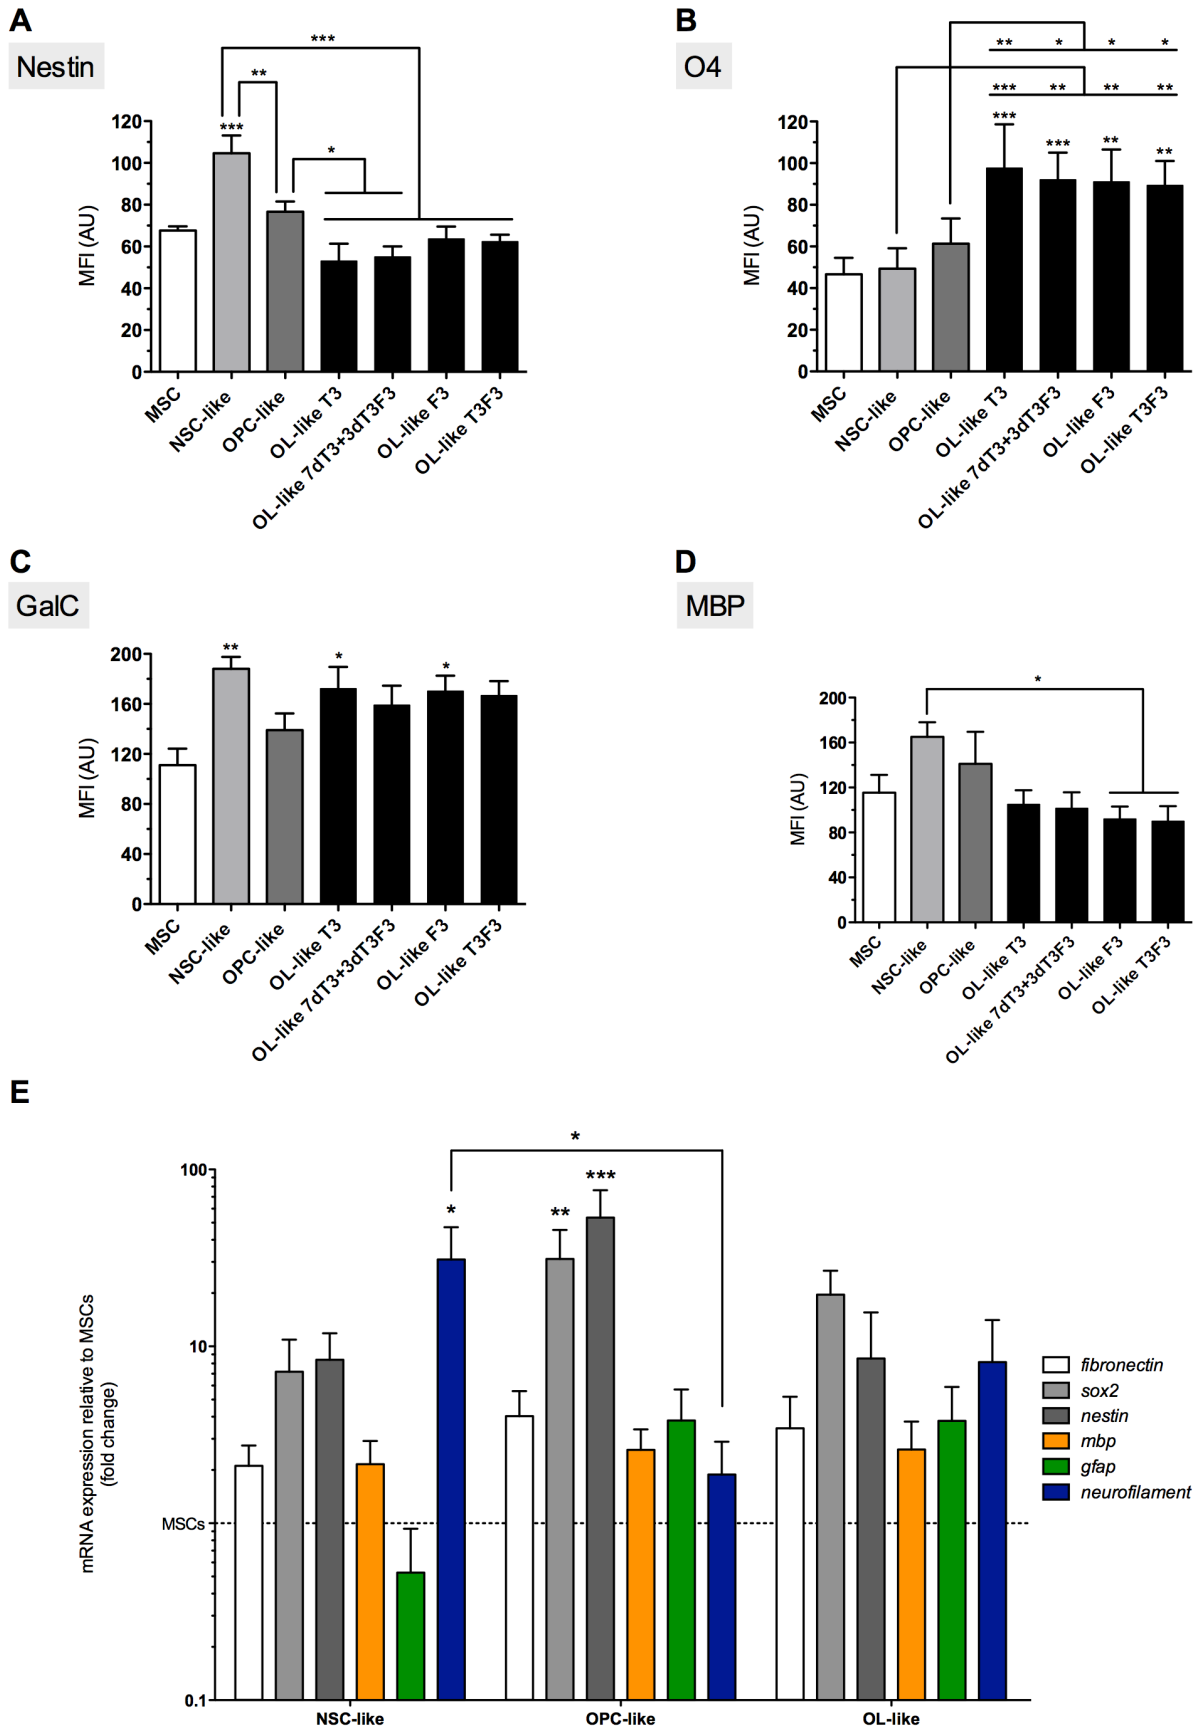 A
Nestin
***
**
***
*
MFI (AU)
120
100
80
60
40
20
0
MSC
NSC-like
OPC-like
OL-like T3
OL-like 7dT3+3dT3F3
OL-like F3
OL-like T3F3
B
O4
** * * *
*** ** ** **
*** *** ** **
MFI (AU)
120
100
80
60
40
20
0
MSC
NSC-like
OPC-like
OL-like T3
OL-like 7dT3+3dT3F3
OL-like F3
OL-like T3F3
C
GalC
** * *
MFI (AU)
200
160
120
80
40
0
MSC
NSC-like
OPC-like
OL-like T3
OL-like 7dT3+3dT3F3
OL-like F3
OL-like T3F3
D
MBP
*
MFI (AU)
200
160
120
80
40
0
MSC
NSC-like
OPC-like
OL-like T3
OL-like 7dT3+3dT3F3
OL-like F3
OL-like T3F3
E
*
* ** ***
mRNA expression relative to MSCs
(fold change)
100
10
MSCs
0.1
NSC-like
OPC-like
OL-like
fibronectin
sox2
nestin
mbp
gfap
neurofilament